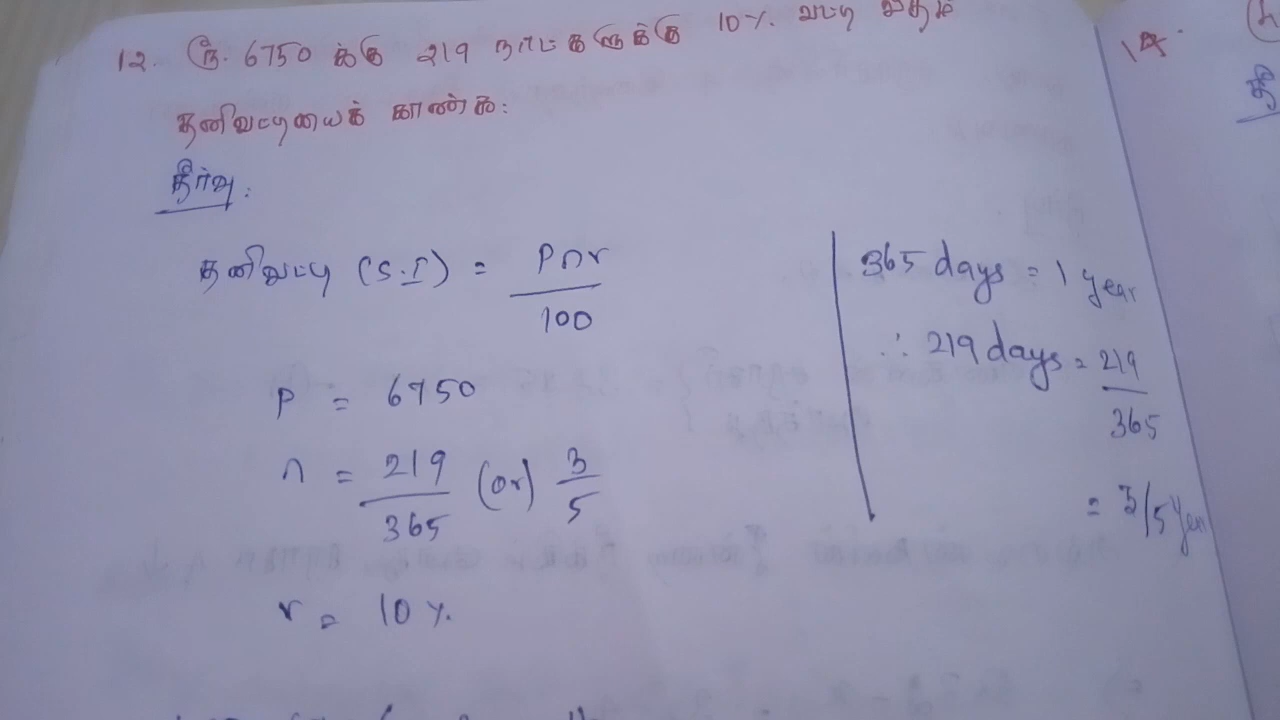 12. ரூ. 6750 க்கு 219 நாட்களுக்கு 10 %. வட்டி வீதம்
தனிவட்டியைக் காண்க:
தீர்வு:
தனிவட்டி (S.I) = Pnr
100
P = 6750
n = 219 (or) 3
365 5
r = 10 %.
365 days = 1 year
∴ 219 days = 219
365
= 3/5 Year